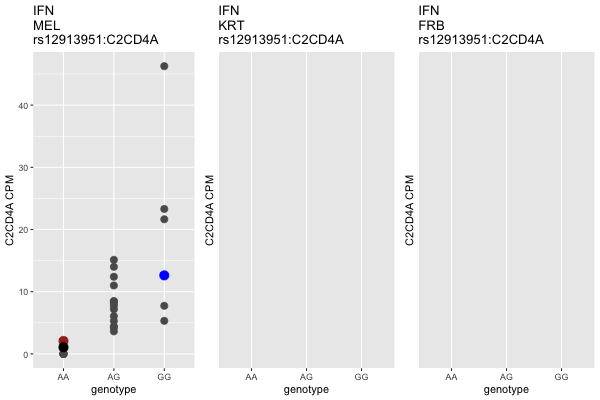 IFN
MEL
rs12913951:C2CD4A
C2CD4A CPM
40
30
20
10
0
AA AG GG
genotype
IFN
KRT
rs12913951:C2CD4A
C2CD4A CPM
AA AG GG
genotype
IFN
FRB
rs12913951:C2CD4A
C2CD4A CPM
AA AG GG
genotype